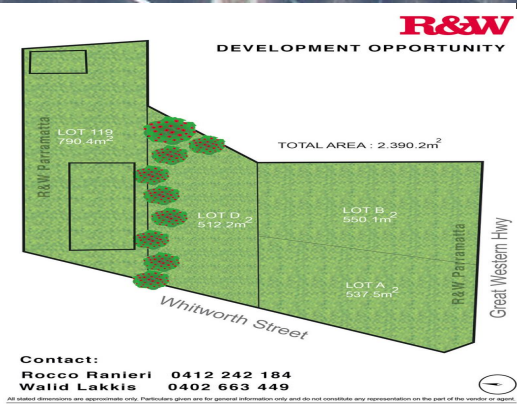 R&W
DEVELOPMENT OPPORTUNITY
LOT 119
790.4m²
TOTAL AREA : 2.390.2m²
R&W Parramatta
LOT D
512.2m²
LOT B
550.1m²
LOT A
537.5m²
R&W Parramatta
Great Western Hwy
Whitworth Street
Contact:
Rocco Ranieri 0412 242 184
Walid Lakkis 0402 663 449
All stated dimensions are approximate only. Particulars given are for general information only and do not constitute any representation on the part of the vendor or agent.